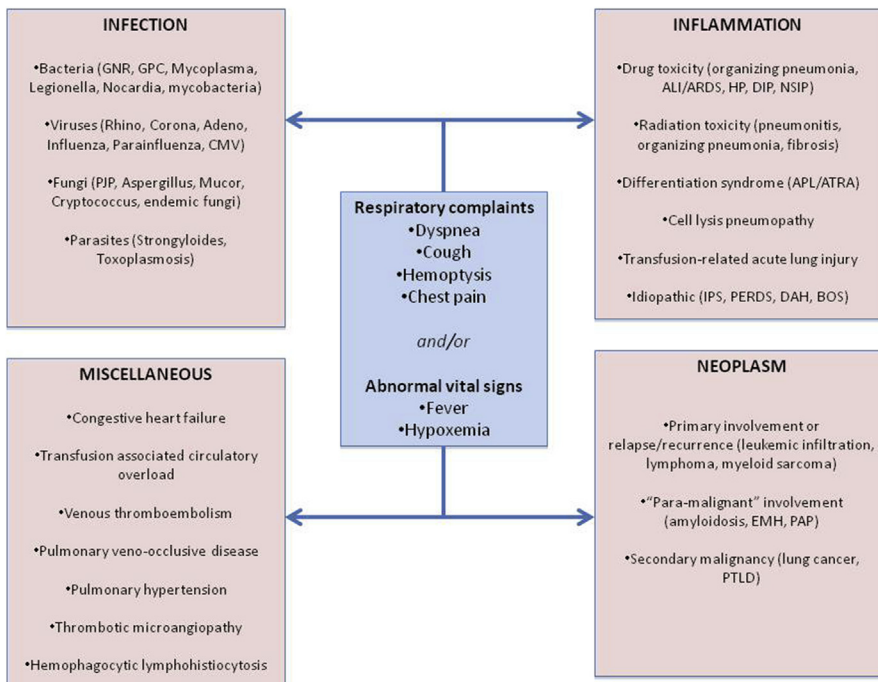 INFECTION
•Bacteria (GNR, GPC, Mycoplasma,
Legionella, Nocardia, mycobacteria)
•Viruses (Rhino, Corona, Adeno,
Influenza, Parainfluenza, CMV)
•Fungi (PJP, Aspergillus, Mucor,
Cryptococcus, endemic fungi)
•Parasites (Strongyloides,
Toxoplasmosis)
INFLAMMATION
•Drug toxicity (organizing pneumonia,
ALI/ARDS, HP, DIP, NSIP)
•Radiation toxicity (pneumonitis,
organizing pneumonia, fibrosis)
•Differentiation syndrome (APL/ATRA)
•Cell lysis pneumopathy
•Transfusion-related acute lung injury
•Idiopathic (IPS, PERDS, DAH, BOS)
Respiratory complaints
•Dyspnea
•Cough
•Hemoptysis
•Chest pain
and/or
Abnormal vital signs
•Fever
•Hypoxemia
MISCELLANEOUS
•Congestive heart failure
•Transfusion associated circulatory
overload
•Venous thromboembolism
•Pulmonary veno-occlusive disease
•Pulmonary hypertension
•Thrombotic microangiopathy
•Hemophagocytic lymphohistiocytosis
NEOPLASM
•Primary involvement or
relapse/recurrence (leukemic infiltration,
lymphoma, myeloid sarcoma)
•“Para-malignant” involvement
(amyloidosis, EMH, PAP)
•Secondary malignancy (lung cancer,
PTLD)